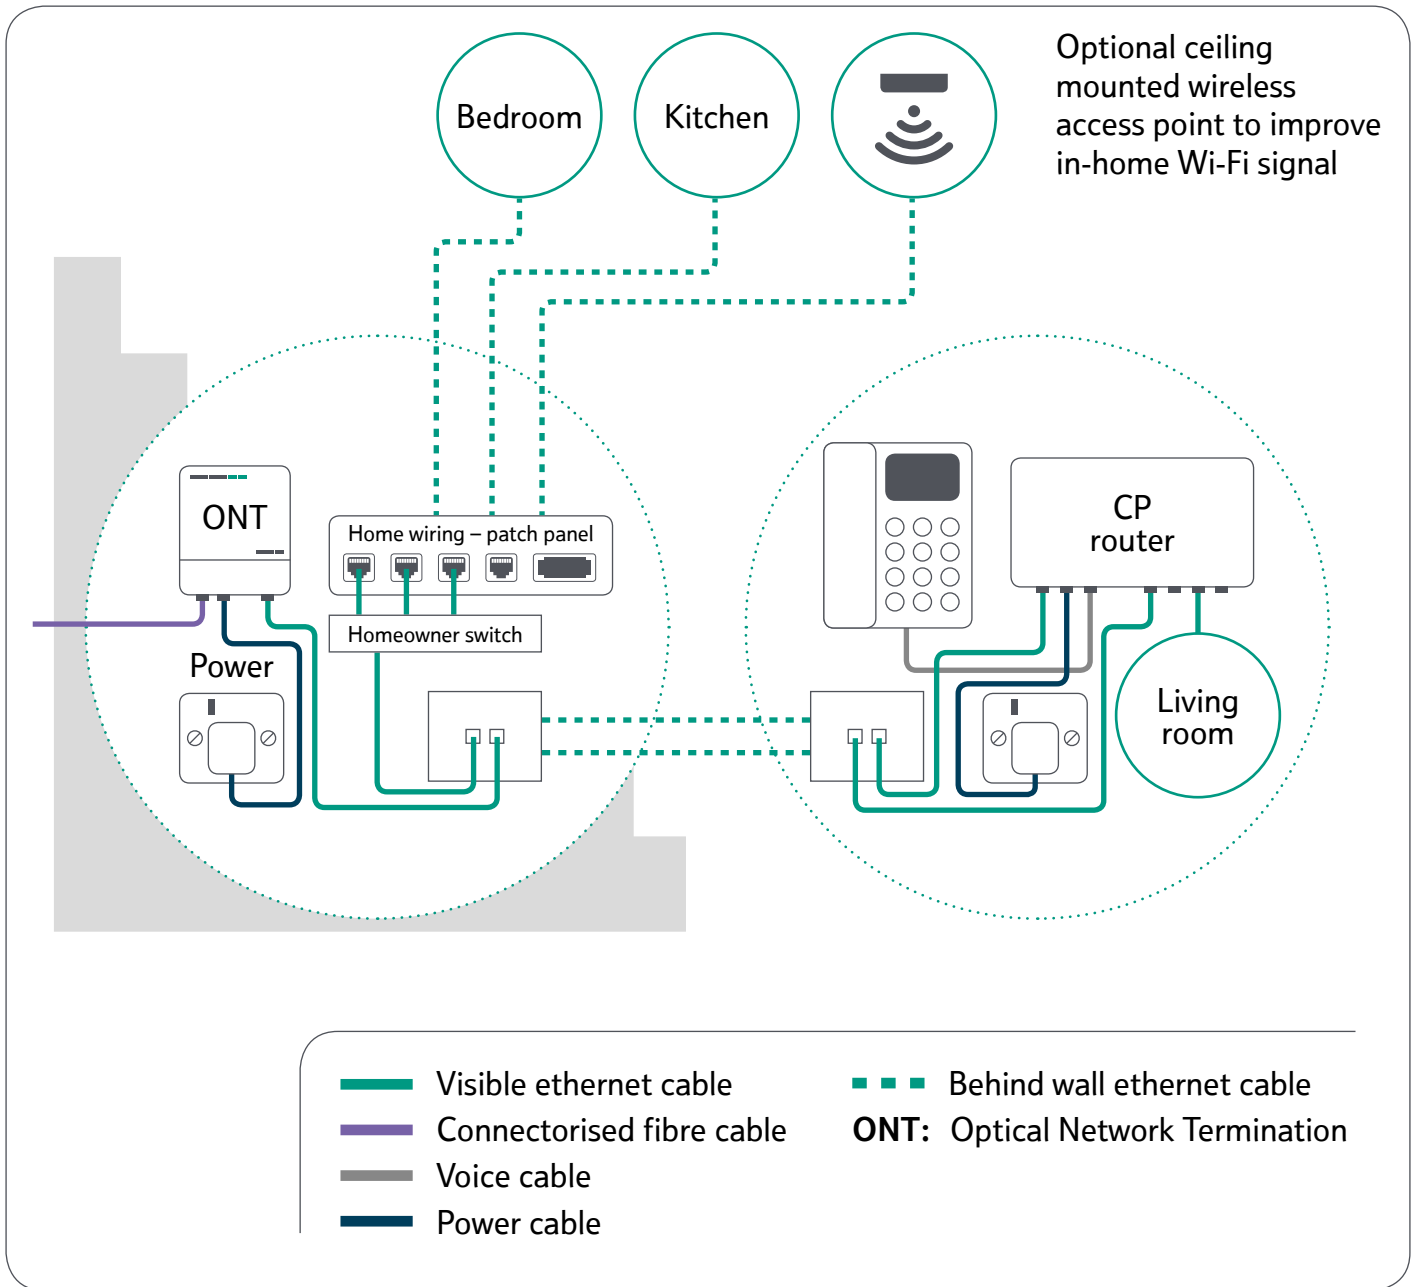 Bedroom
Kitchen
Optional ceiling
mounted wireless
access point to improve
in-home Wi-Fi signal
ONT
Home wiring – patch panel
Homeowner switch
Power
CP
router
Living
room
Visible ethernet cable
Connectorised fibre cable
Voice cable
Power cable
Behind wall ethernet cable
ONT: Optical Network Termination